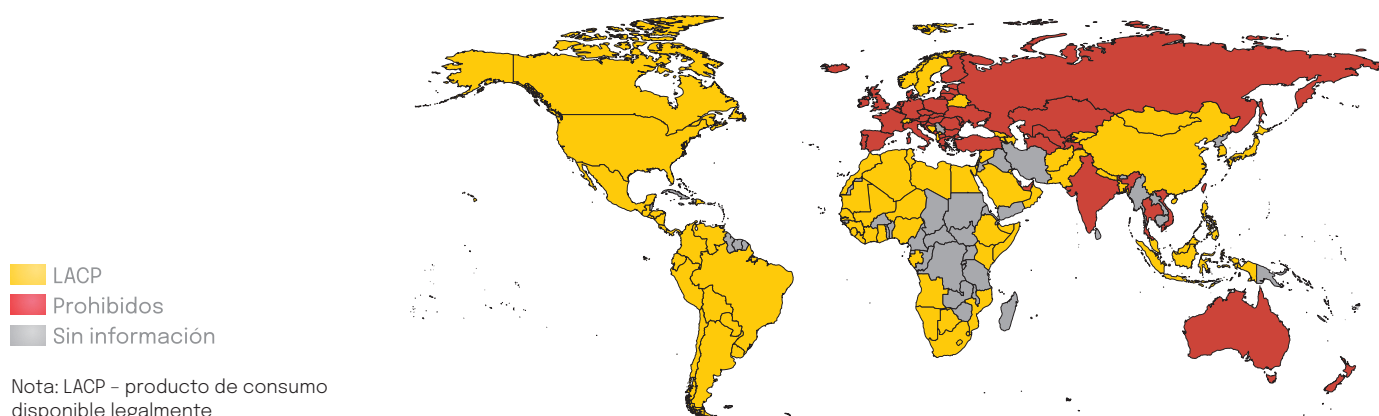 LACP
Prohibidos
Sin información
Nota: LACP – producto de consumo
disponible legalmente